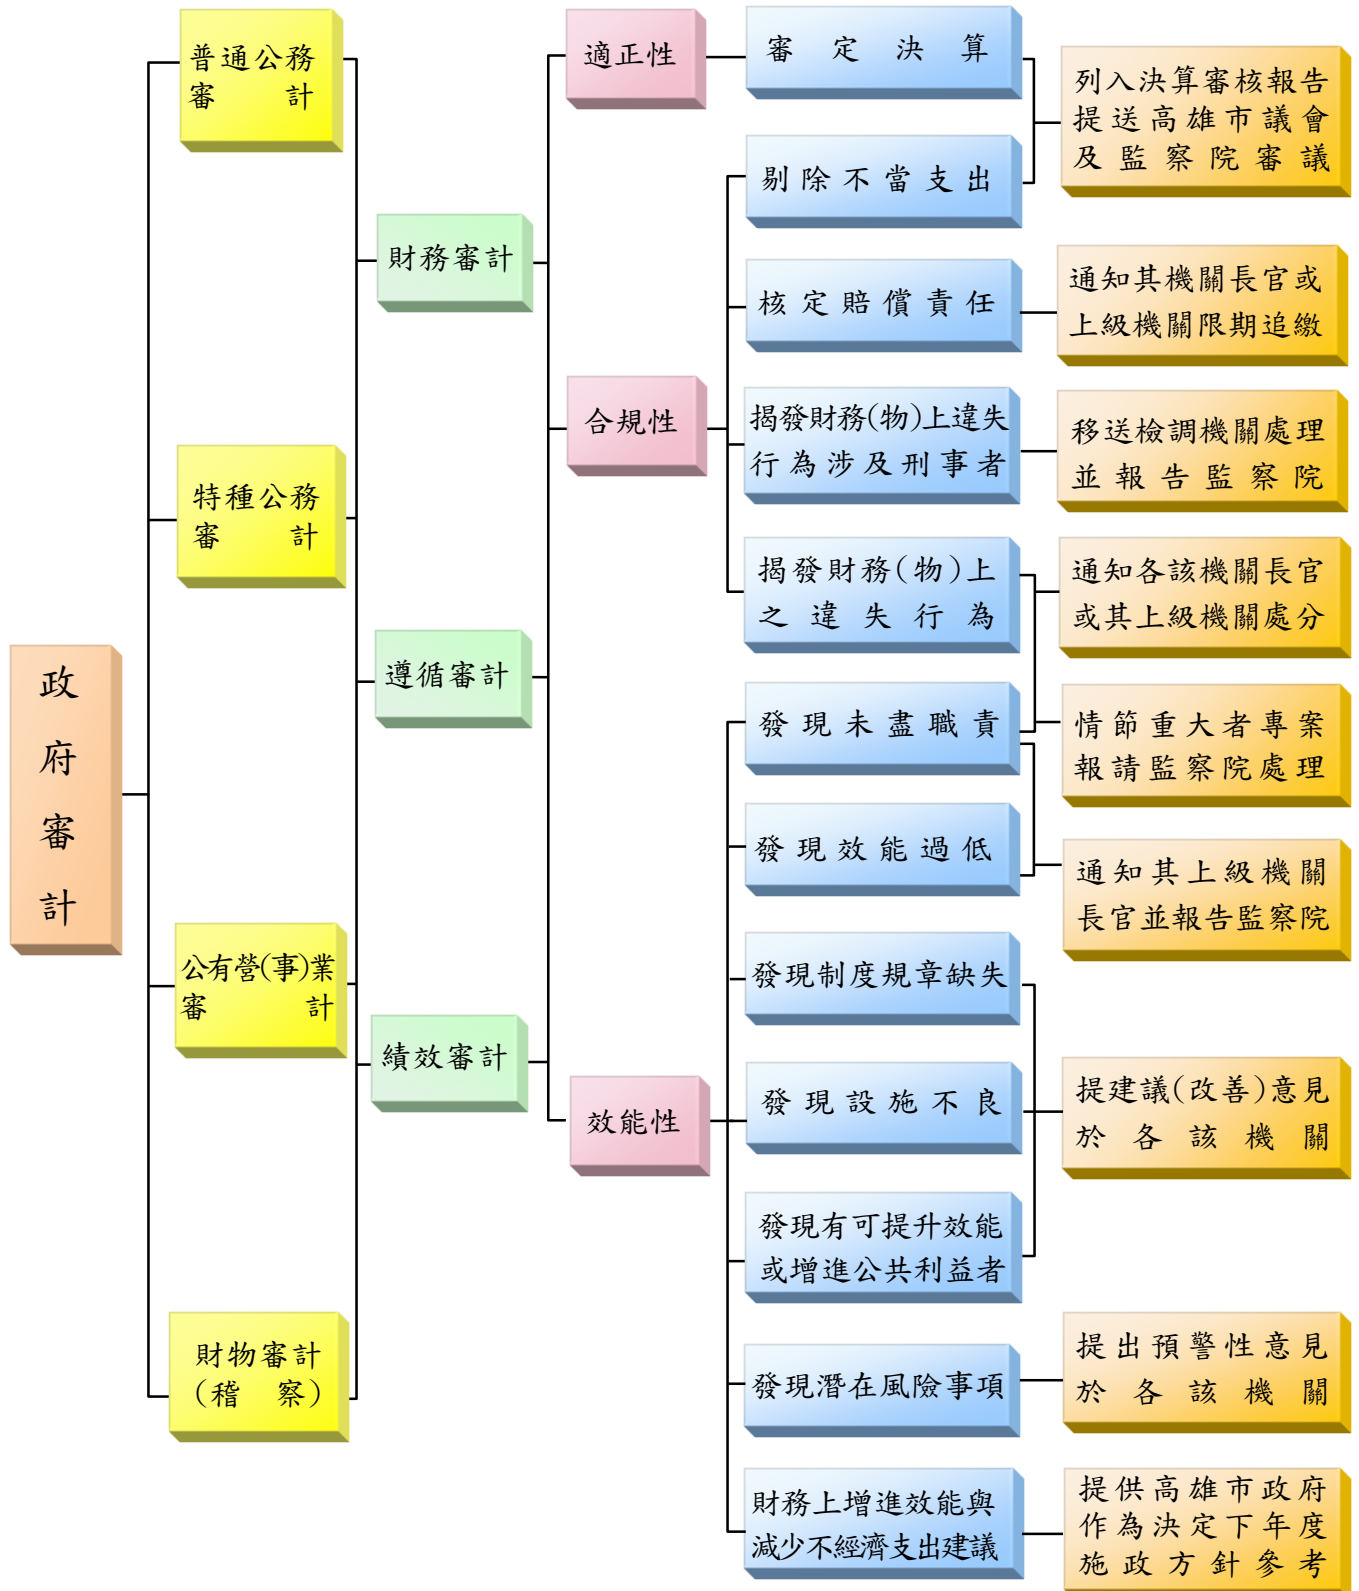 政
府
審
計
普通公務
審計
特種公務
審計
公有營(事)業
審計
財物審計
(稽察)
財務審計
遵循審計
績效審計
適正性
合規性
效能性
審定決算
剔除不當支出
核定賠償責任
揭發財務(物)上違失
行為涉及刑事者
揭發財務(物)上
之違失行為
發現未盡職責
發現效能過低
發現制度規章缺失
發現設施不良
發現有可提升效能
或增進公共利益者
發現潛在風險事項
財務上增進效能與
減少不經濟支出建議
列入決算審核報告
提送高雄市議會
及監察院審議
通知其機關長官或
上級機關限期追繳
移送檢調機關處理
並報告監察院
通知各該機關長官
或其上級機關處分
情節重大者專案
報請監察院處理
通知其上級機關
長官並報告監察院
提建議(改善)意見
於各該機關
提出預警性意見
於各該機關
提供高雄市政府
作為決定下年度
施政方針參考